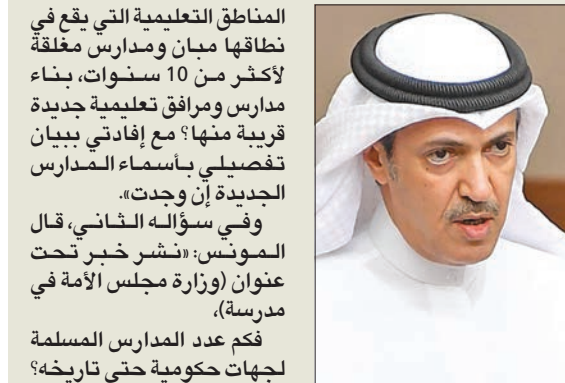 المناطق التعليمية التي يقع في
نطاقها مبان ومدارس مغلقة
لأكثر من 10 سنوات، بناء
مدارس ومرافق تعليمية جديدة
قريبة منها؟ مع إفادتي ببيان
تفصيلي بأسماء المدارس
الجديدة إن وجدت».
وفي سؤاله الثاني، قال
المونس: «نشر خبر تحت
عنوان (وزارة مجلس الأمة في
مدرسة)،
فكم عدد المدارس المسلمة
لجهات حكومية حتى تاريخه؟